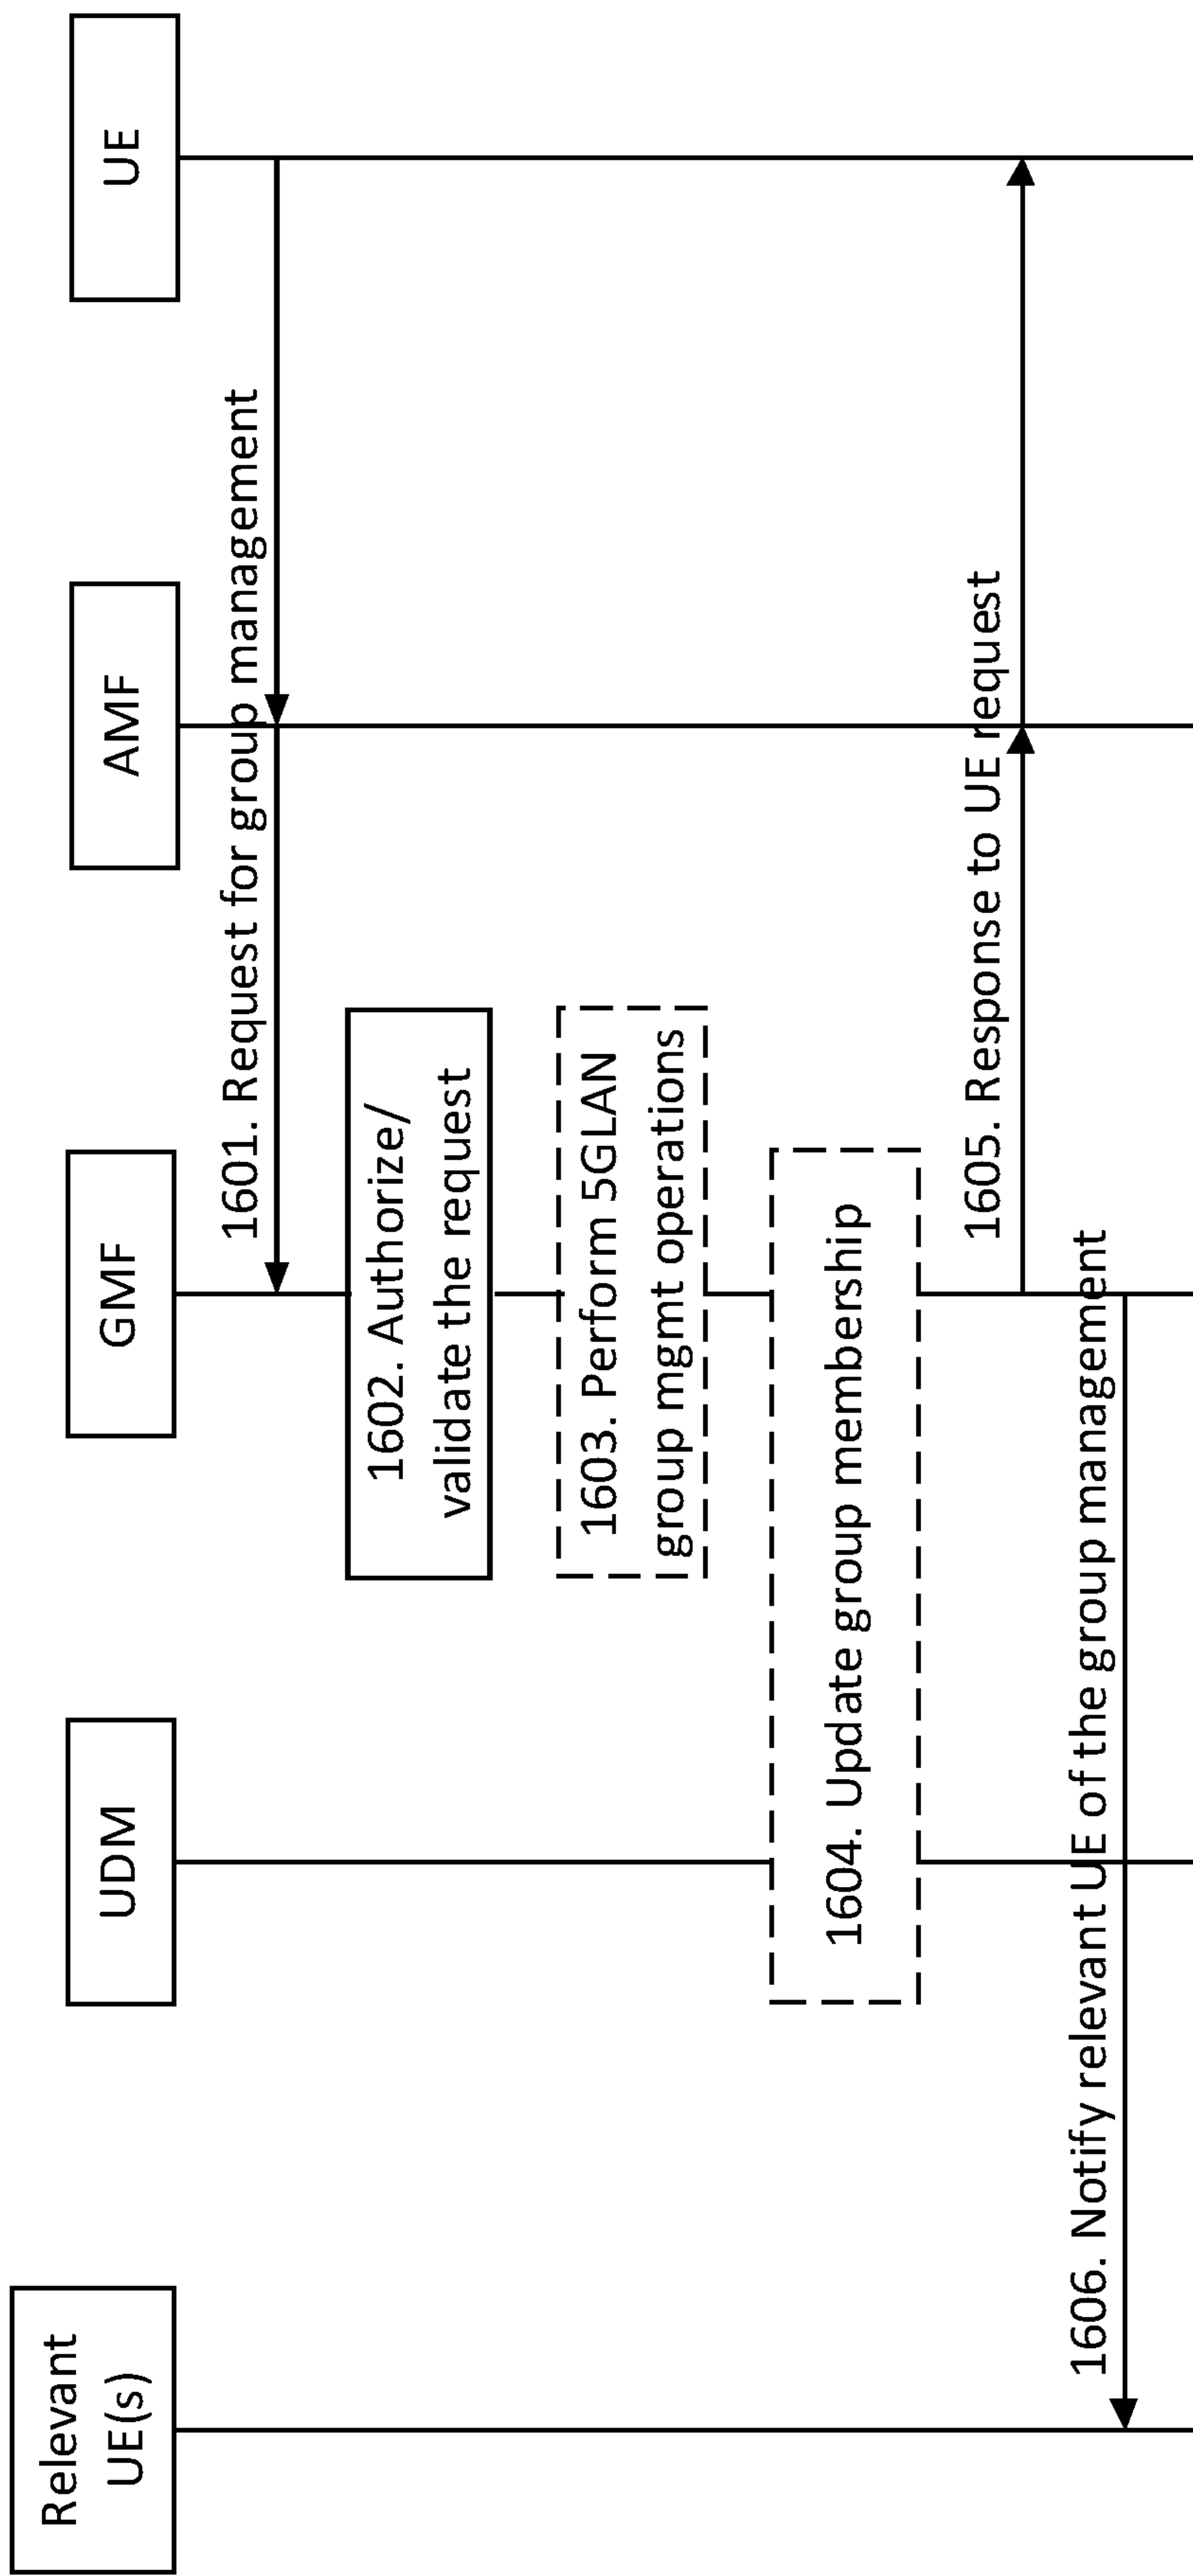 Relevant
UE(s)
UDM
GMF
AMF
UE
1601. Request for group management
1602. Authorize/
validate the request
1603. Perform 5GLAN
group mgmt operations
1604. Update group membership
1605. Response to UE request
1606. Notify relevant UE of the group management